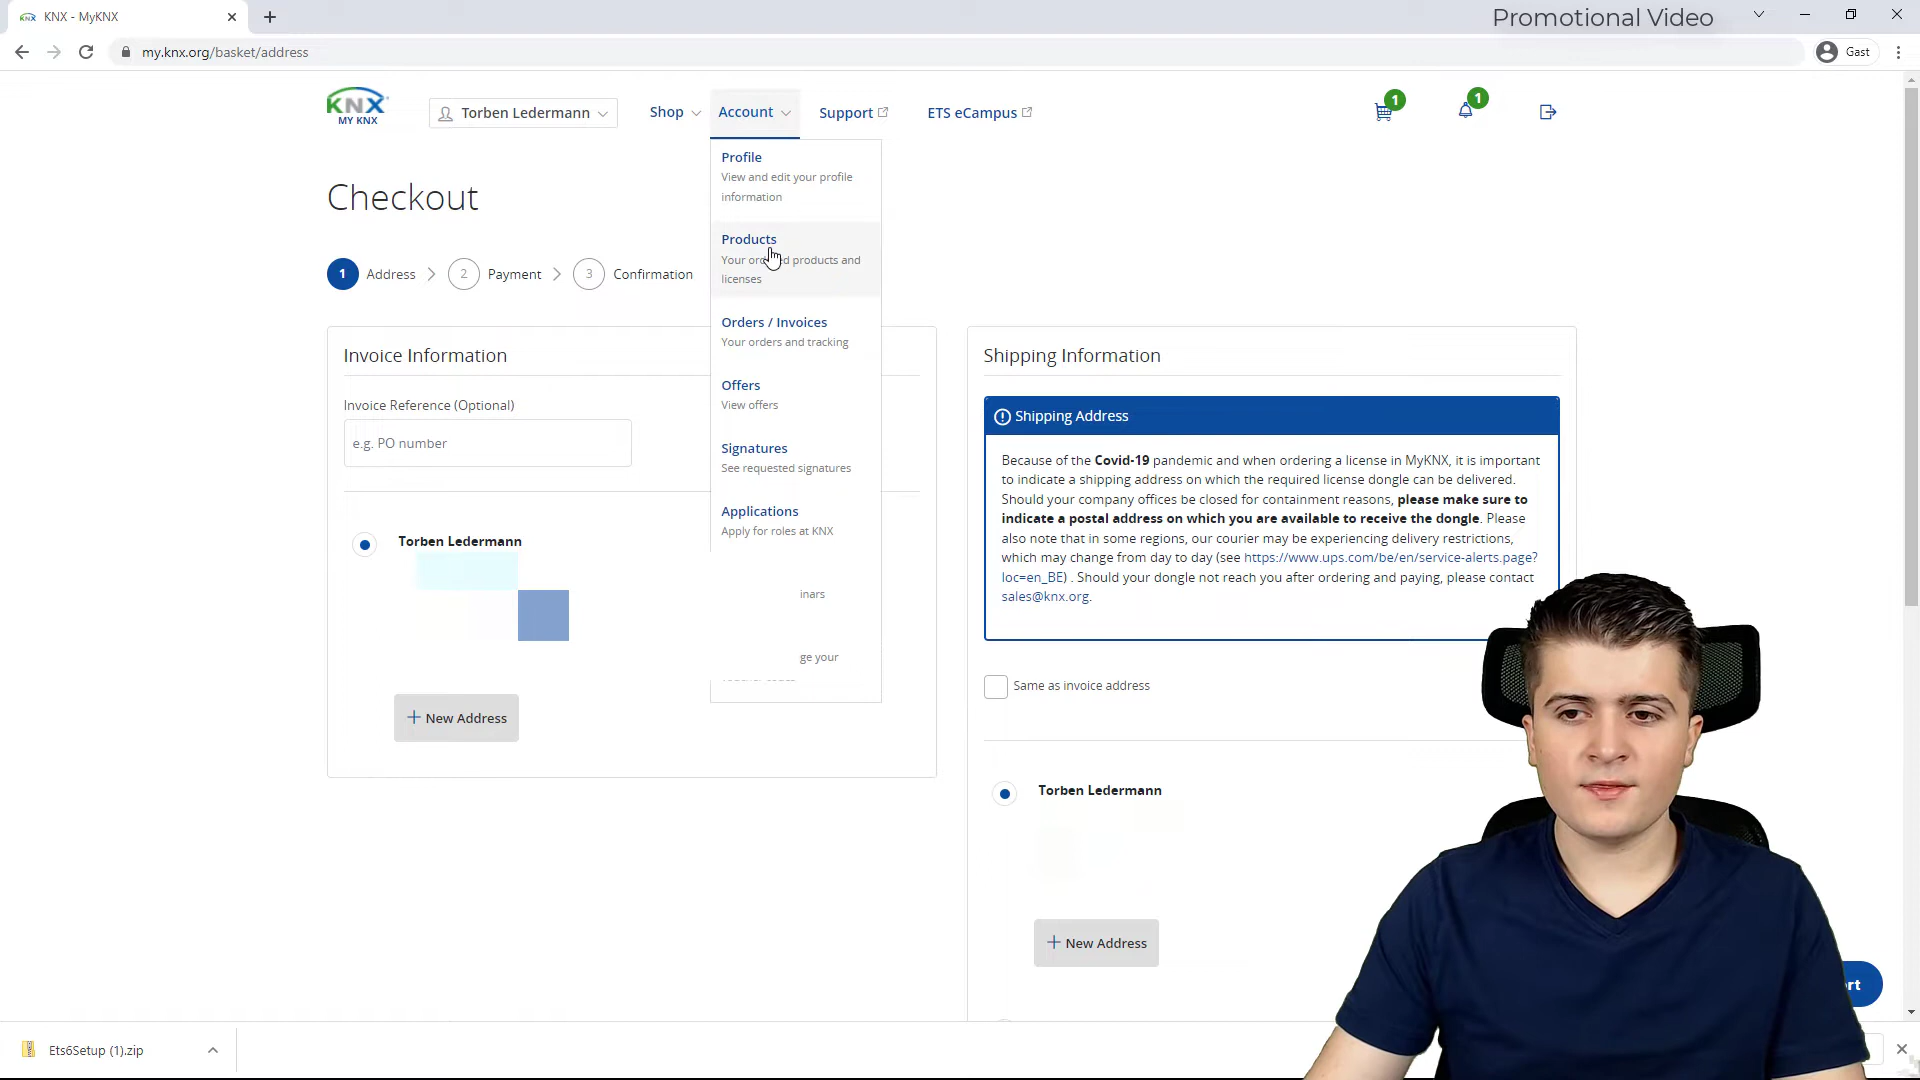 KNX - MyKNX
Promotional Video
my.knx.org/basket/address
Gast
KNX
MY KNX
Torben Ledermann
Shop
Account
Support
ETS eCampus
1
1
Profile
View and edit your profile
information
Products
Your ordered products and
licenses
Orders / Invoices
Your orders and tracking
Offers
View offers
Signatures
See requested signatures
Applications
Apply for roles at KNX
inars
ge your
Checkout
1 Address
2 Payment
3 Confirmation
Invoice Information
Invoice Reference (Optional)
e.g. PO number
Torben Ledermann
+ New Address
Shipping Information
Shipping Address
Because of the Covid-19 pandemic and when ordering a license in MyKNX, it is important
to indicate a shipping address on which the required license dongle can be delivered.
Should your company offices be closed for containment reasons, please make sure to
indicate a postal address on which you are available to receive the dongle. Please
also note that in some regions, our courier may be experiencing delivery restrictions,
which may change from day to day (see https://www.ups.com/be/en/service-alerts.page?
loc=en_BE) . Should your dongle not reach you after ordering and paying, please contact
sales@knx.org.
Same as invoice address
Torben Ledermann
+ New Address
rt
Ets6Setup (1).zip